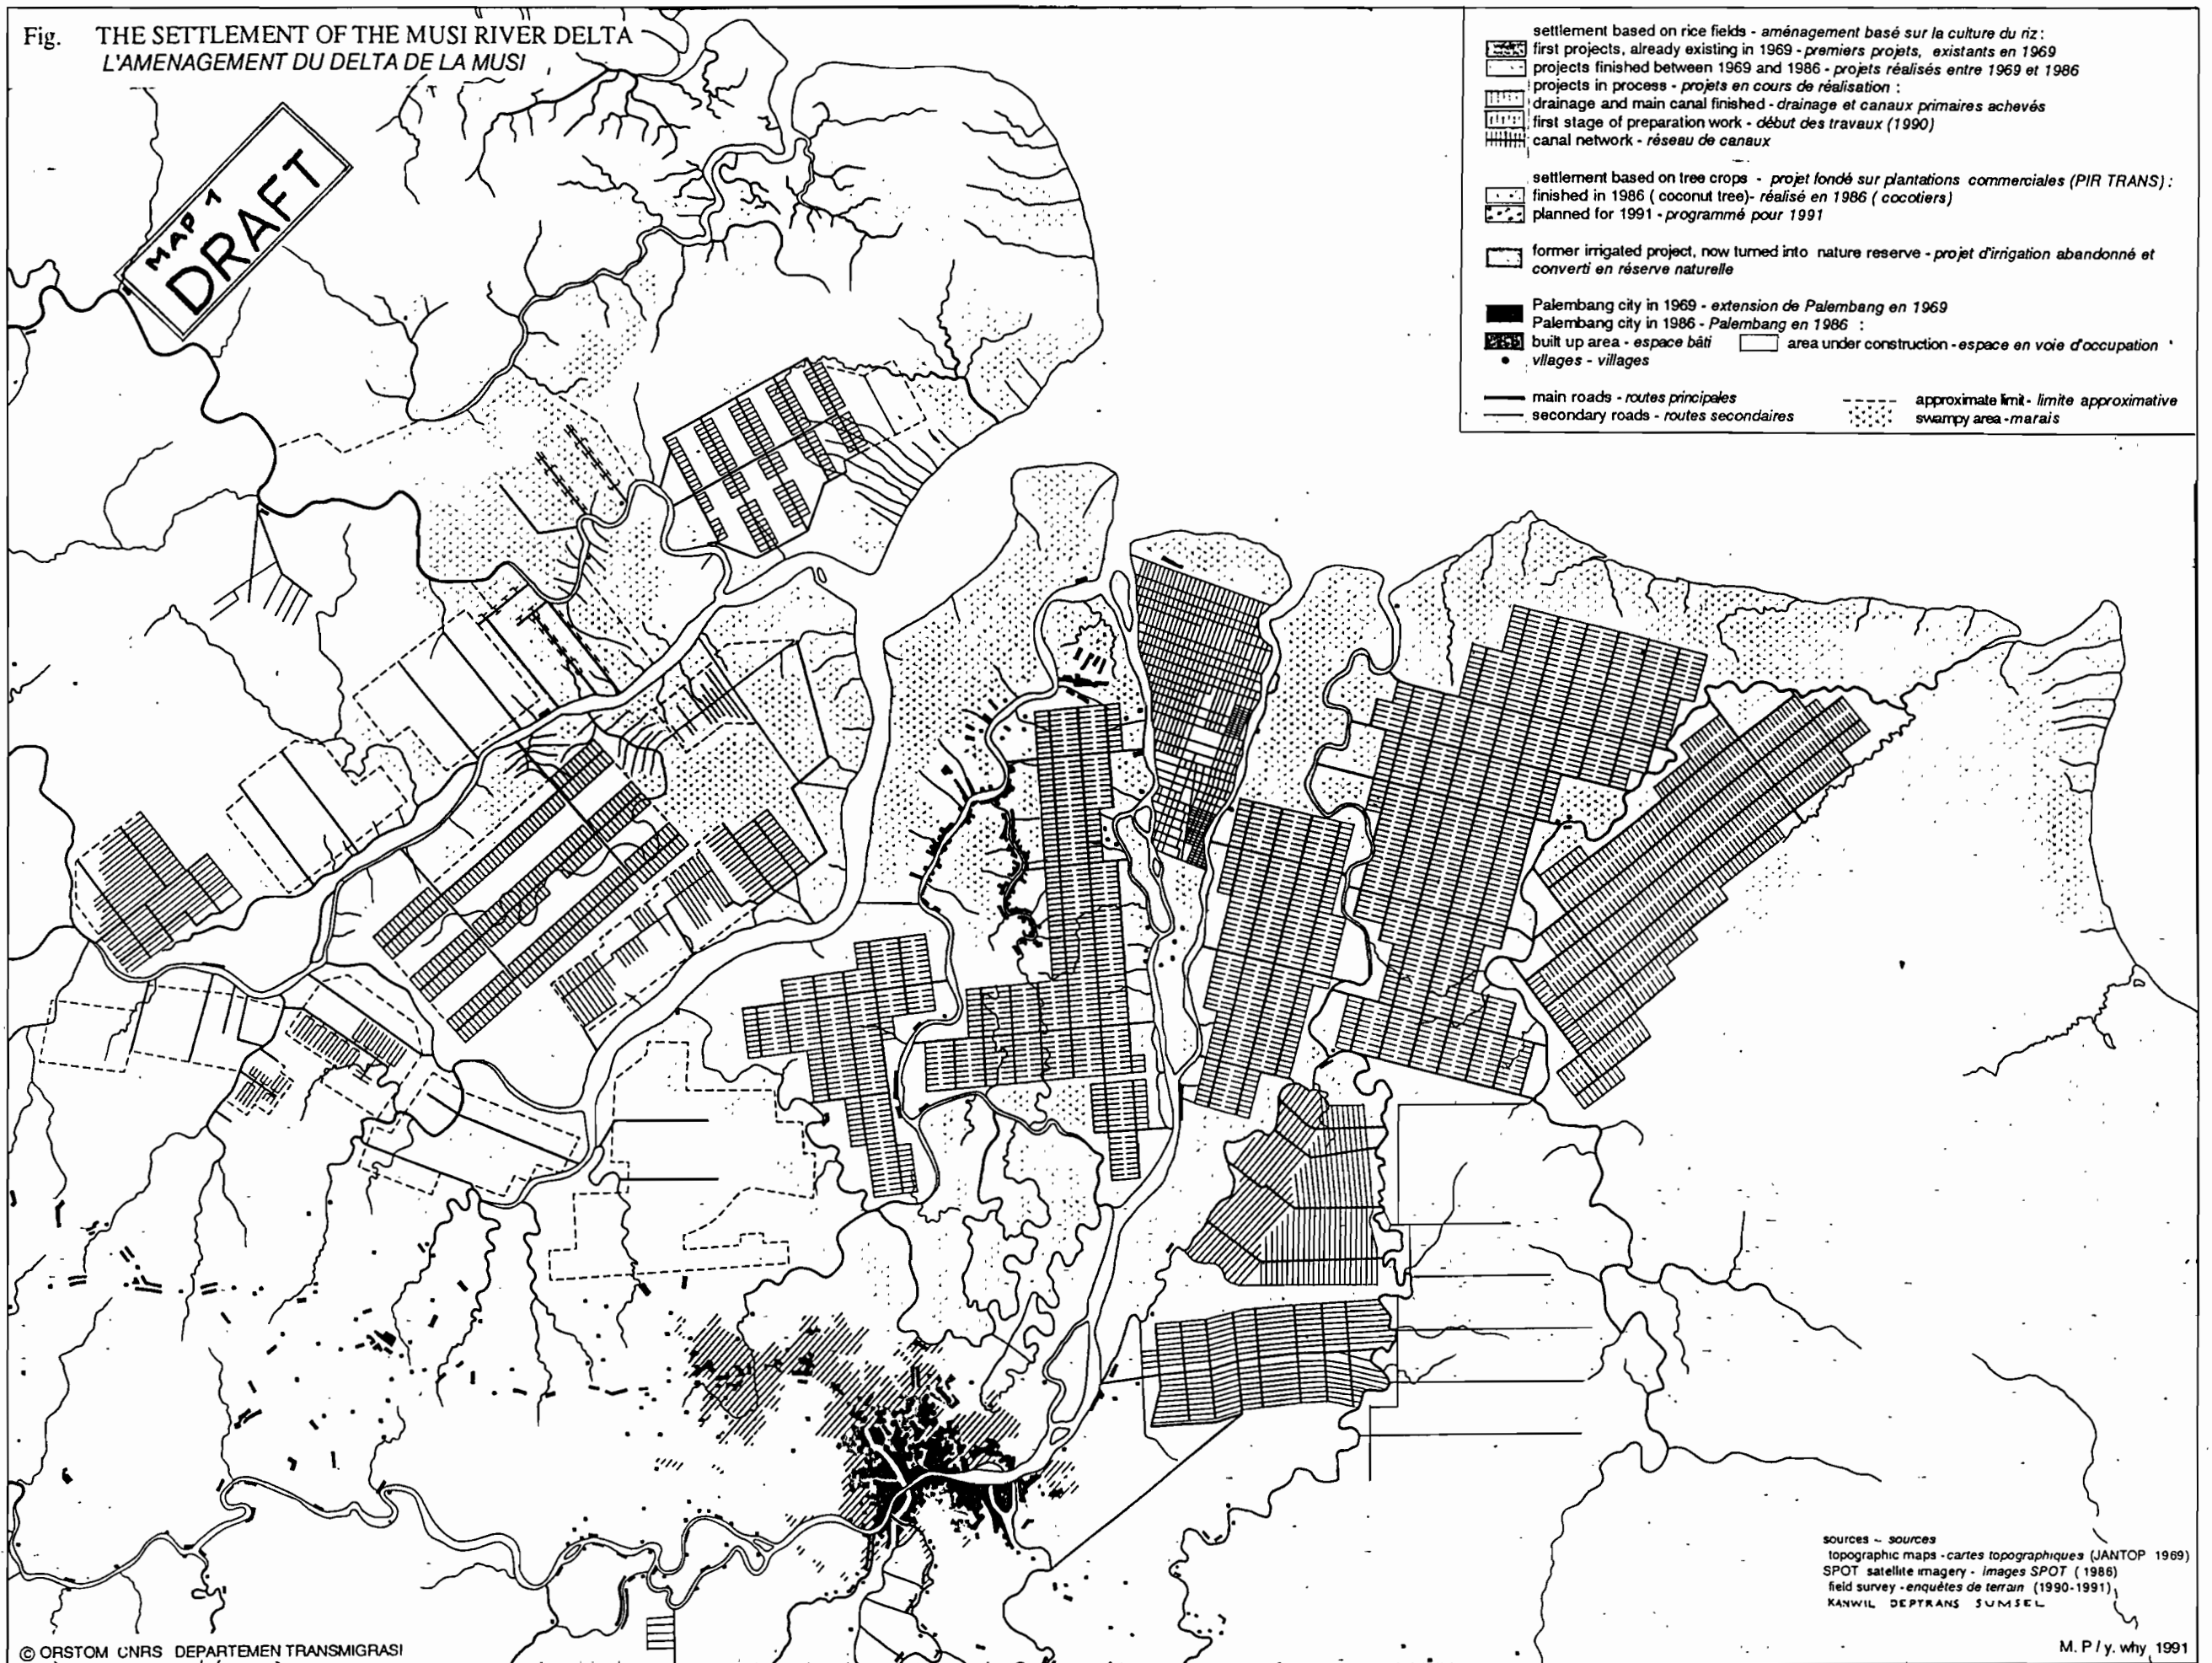 Fig. THE SETTLEMENT OF THE MUSI RIVER DELTA
L'AMENAGEMENT DU DELTA DE LA MUSI
MAP 1
DRAFT
settlement based on rice fields - aménagement basé sur la culture du riz :
first projects, already existing in 1969 - premiers projets, existants en 1969
projects finished between 1969 and 1986 - projets réalisés entre 1969 et 1986
projects in process - projets en cours de réalisation :
drainage and main canal finished - drainage et canaux primaires achevés
first stage of preparation work - début des travaux (1990)
canal network - réseau de canaux
settlement based on tree crops - projet fondé sur plantations commerciales (PIR TRANS) :
finished in 1986 ( coconut tree)- réalisé en 1986 ( cocotiers)
planned for 1991 - programmé pour 1991
former irrigated project, now turned into nature reserve - projet d'irrigation abandonné et
converti en réserve naturelle
Palembang city in 1969 - extension de Palembang en 1969
Palembang city in 1986 - Palembang en 1986 :
built up area - espace bâti area under construction - espace en voie d'occupation
vllages - villages
main roads - routes principales approximate limit - limite approximative
secondary roads - routes secondaires swampy area - marais
sources - sources
topographic maps - cartes topographiques (JANTOP 1969)
SPOT satellite imagery - images SPOT ( 1986)
field survey - enquêtes de terrain (1990-1991)
KANWIL DEPTRANS SUMSEL
© ORSTOM CNRS DEPARTEMEN TRANSMIGRASI
M. P / y. why 1991